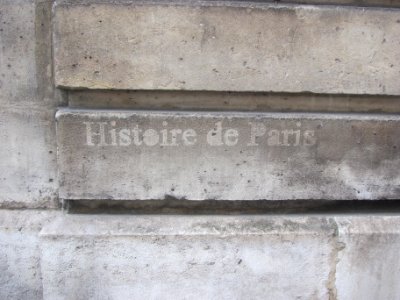 Histoire de Paris